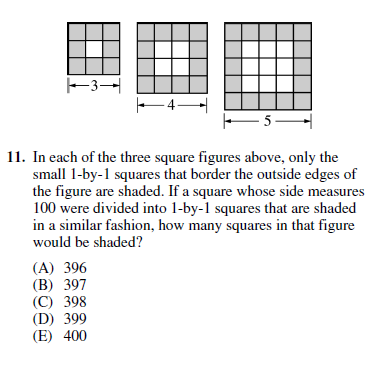 3
4
5
11. In each of the three square figures above, only the
small 1-by-1 squares that border the outside edges of
the figure are shaded. If a square whose side measures
100 were divided into 1-by-1 squares that are shaded
in a similar fashion, how many squares in that figure
would be shaded?
(A) 396
(B) 397
(C) 398
(D) 399
(E) 400